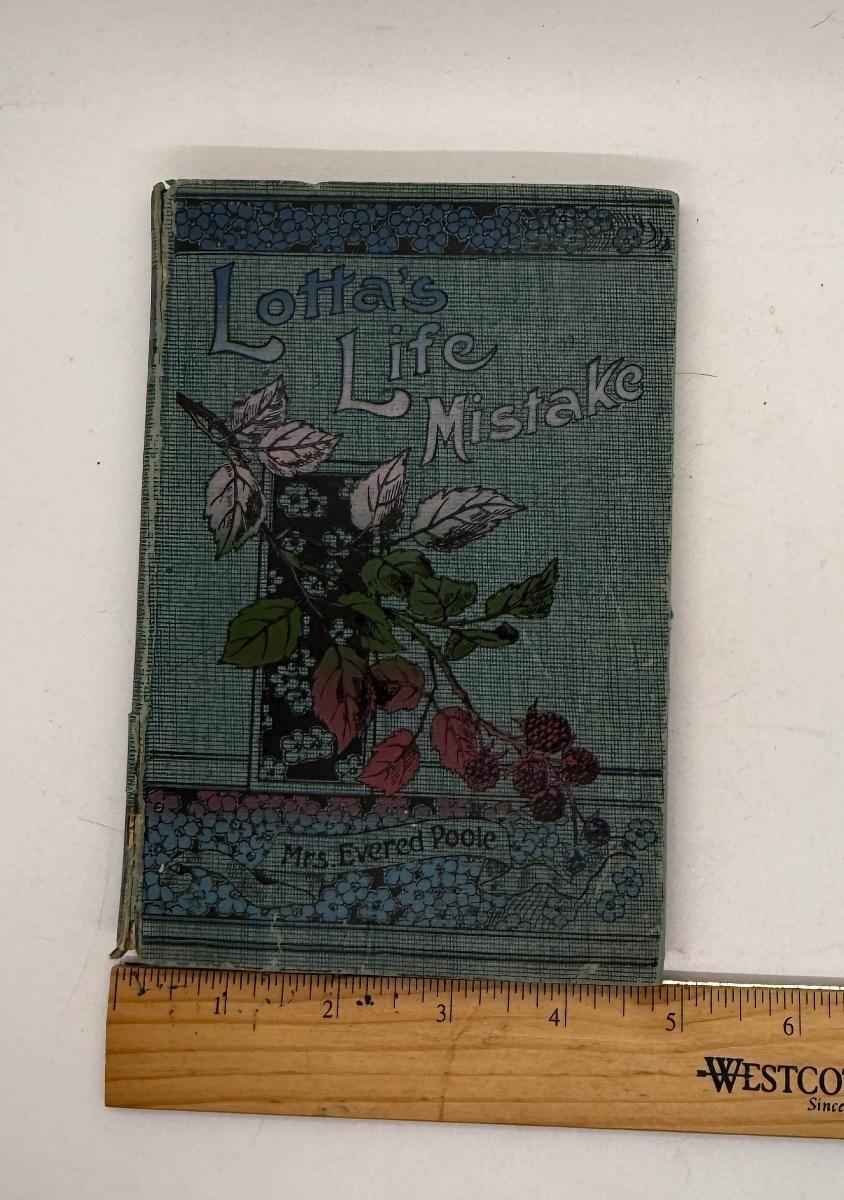 Lotta's
Life
Mistake
Mrs. Evered Poole
1 2 3 4 5 6
WESTCO
Since